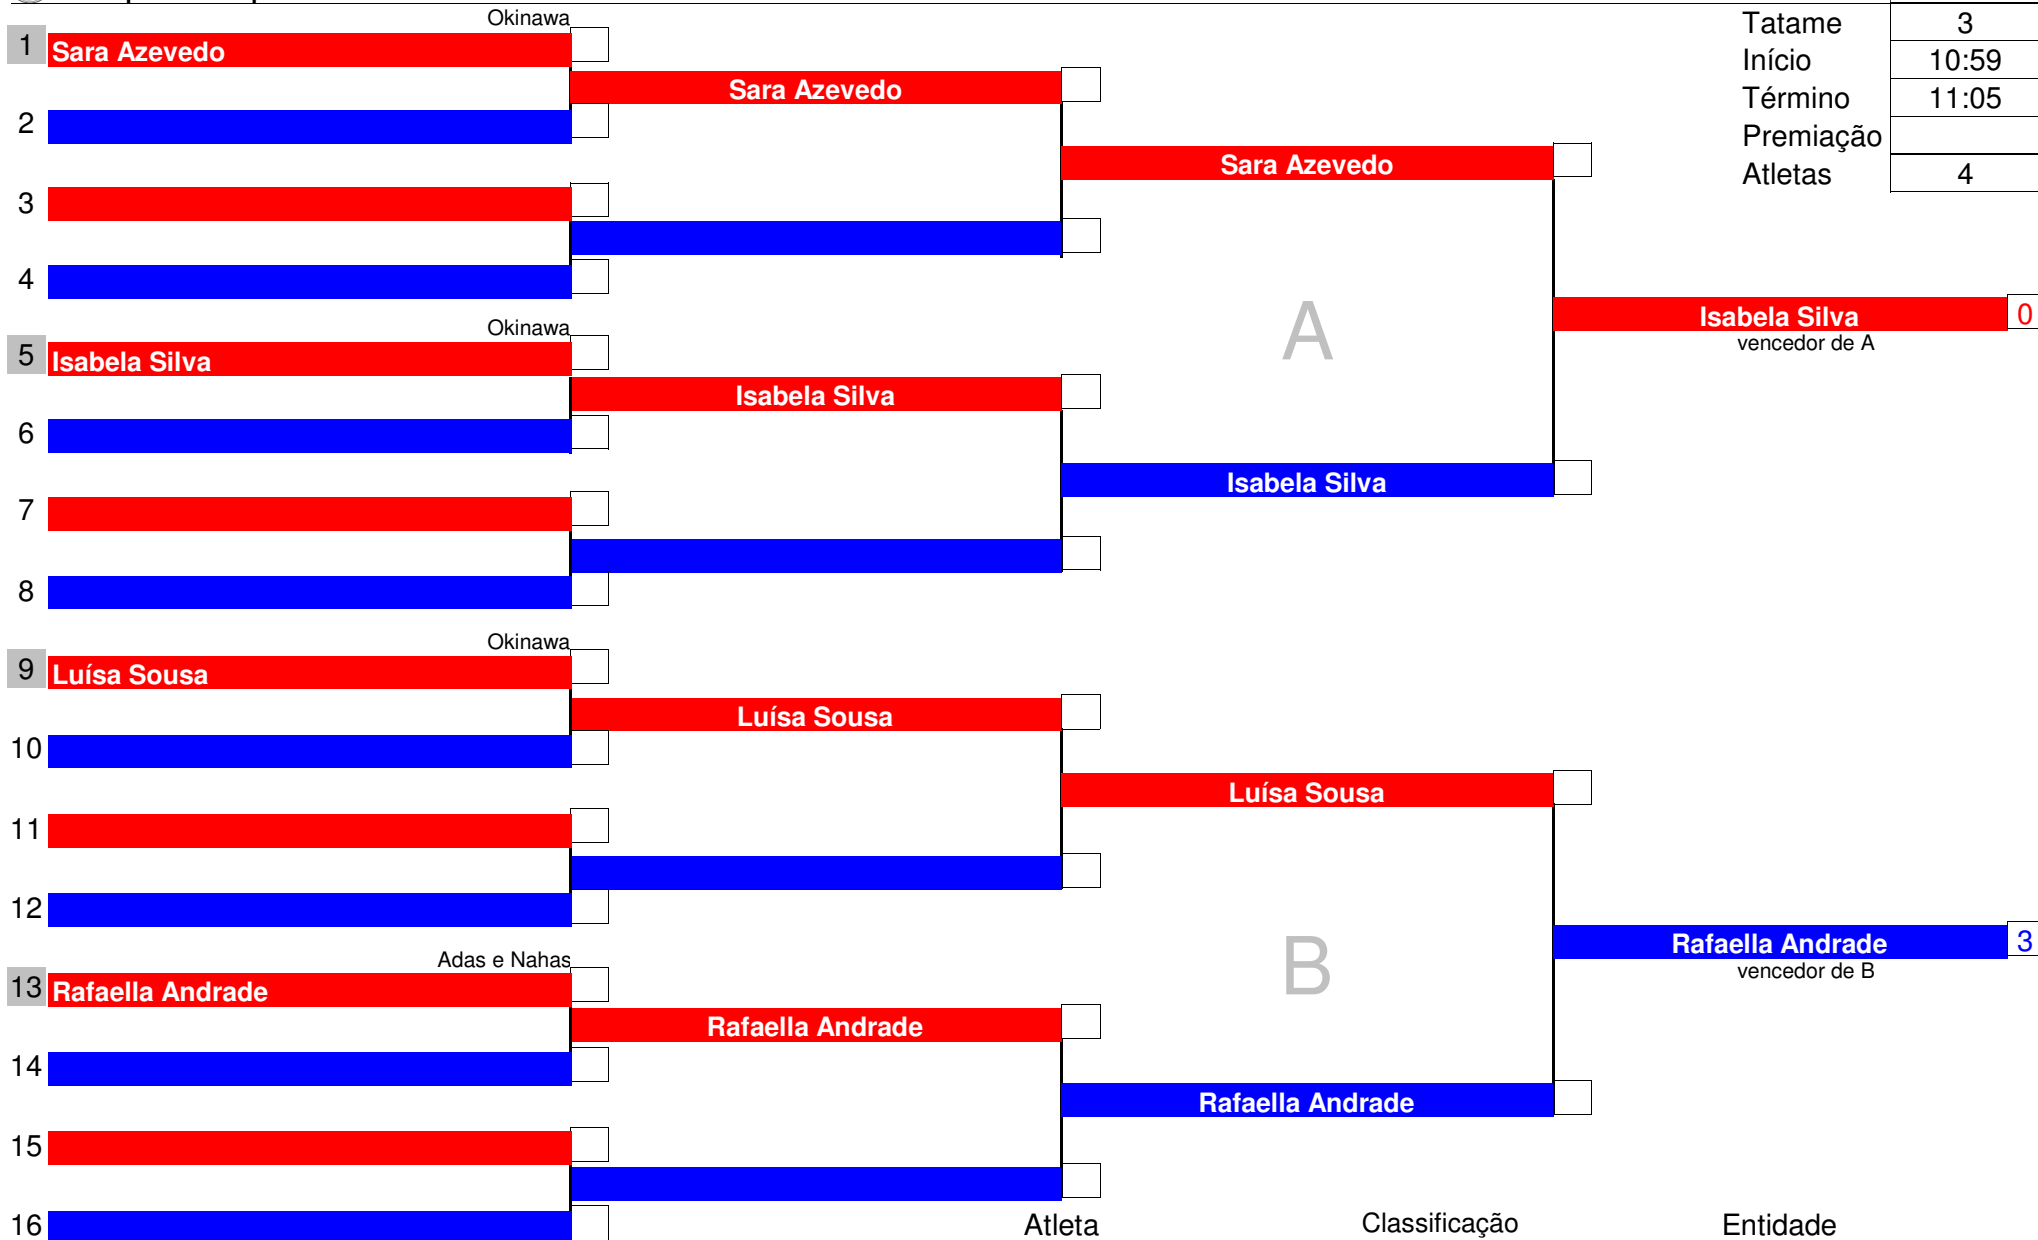 Okinawa
1 Sara Azevedo
Sara Azevedo
2
Sara Azevedo
3
4
Okinawa
5 Isabela Silva
Isabela Silva
6
Isabela Silva
7
8
Okinawa
9 Luísa Sousa
Luísa Sousa
10
Luísa Sousa
11
12
Adas e Nahas
13 Rafaella Andrade
Rafaella Andrade
14
Rafaella Andrade
15
16
A
Isabela Silva 0
vencedor de A
B
Rafaella Andrade 3
vencedor de B
Tatame 3
Início 10:59
Término 11:05
Premiação
Atletas 4
Atleta Classificação Entidade